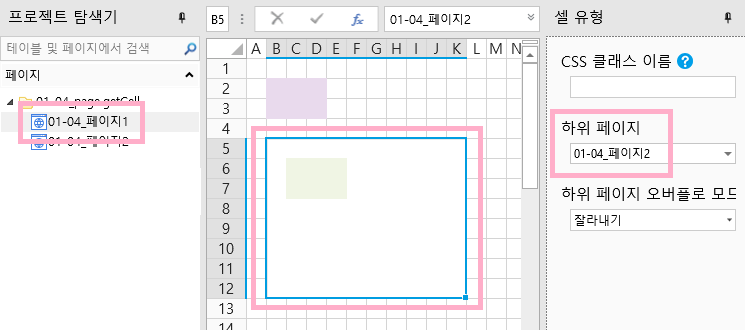 프로젝트 탐색기
테이블 및 페이지에서 검색
페이지
01-04_page.getCell
01-04_페이지1
01-04_페이지2
B5
01-04_페이지2
A B C D E F G H I J K L M N
1
2
3
4
5
6
7
8
9
10
11
12
13
14
셀 유형
CSS 클래스 이름 ?
하위 페이지
01-04_페이지2
하위 페이지 오버플로 모드
잘라내기